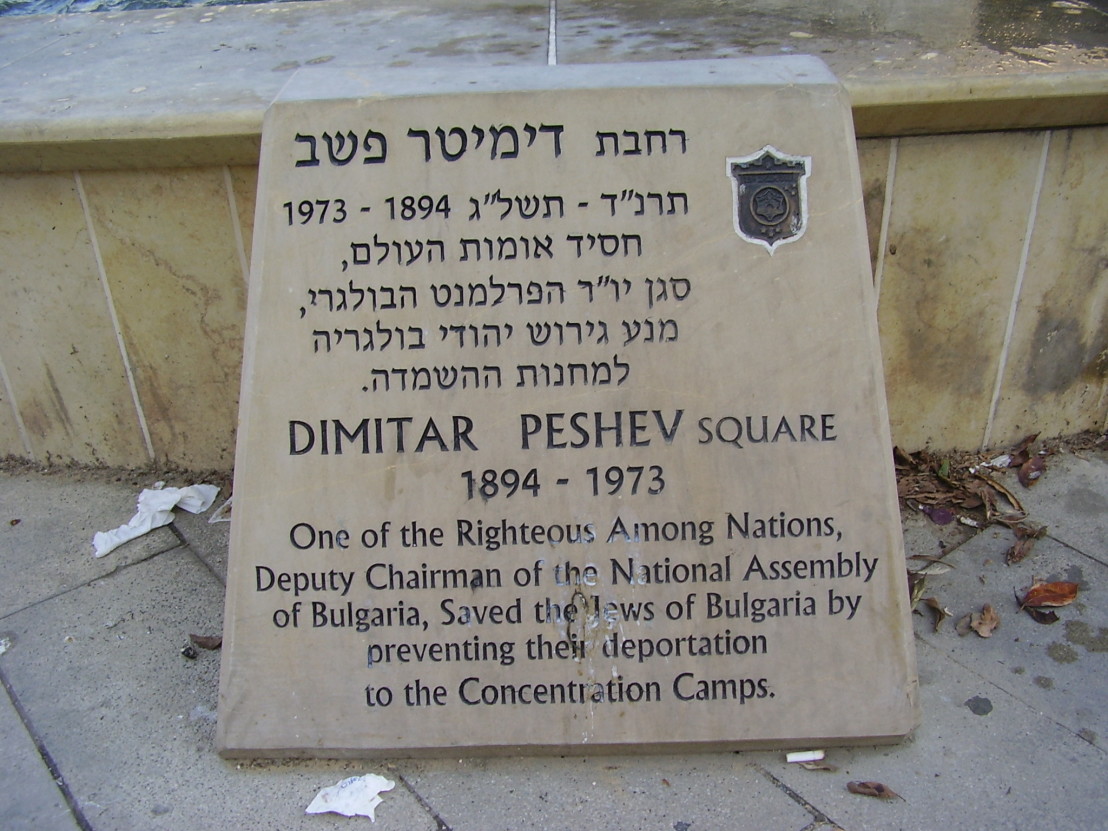 רחבת דימיטר פשב
תרנ"ד - תשל"ג 1894 - 1973
חסיד אומות העולם,
סגן יו"ר הפרלמנט הבולגרי,
מנע גירוש יהודי בולגריה
למחנות ההשמדה.
DIMITAR PESHEV SQUARE
1894 - 1973
One of the Righteous Among Nations,
Deputy Chairman of the National Assembly
of Bulgaria, Saved the Jews of Bulgaria by
preventing their deportation
to the Concentration Camps.